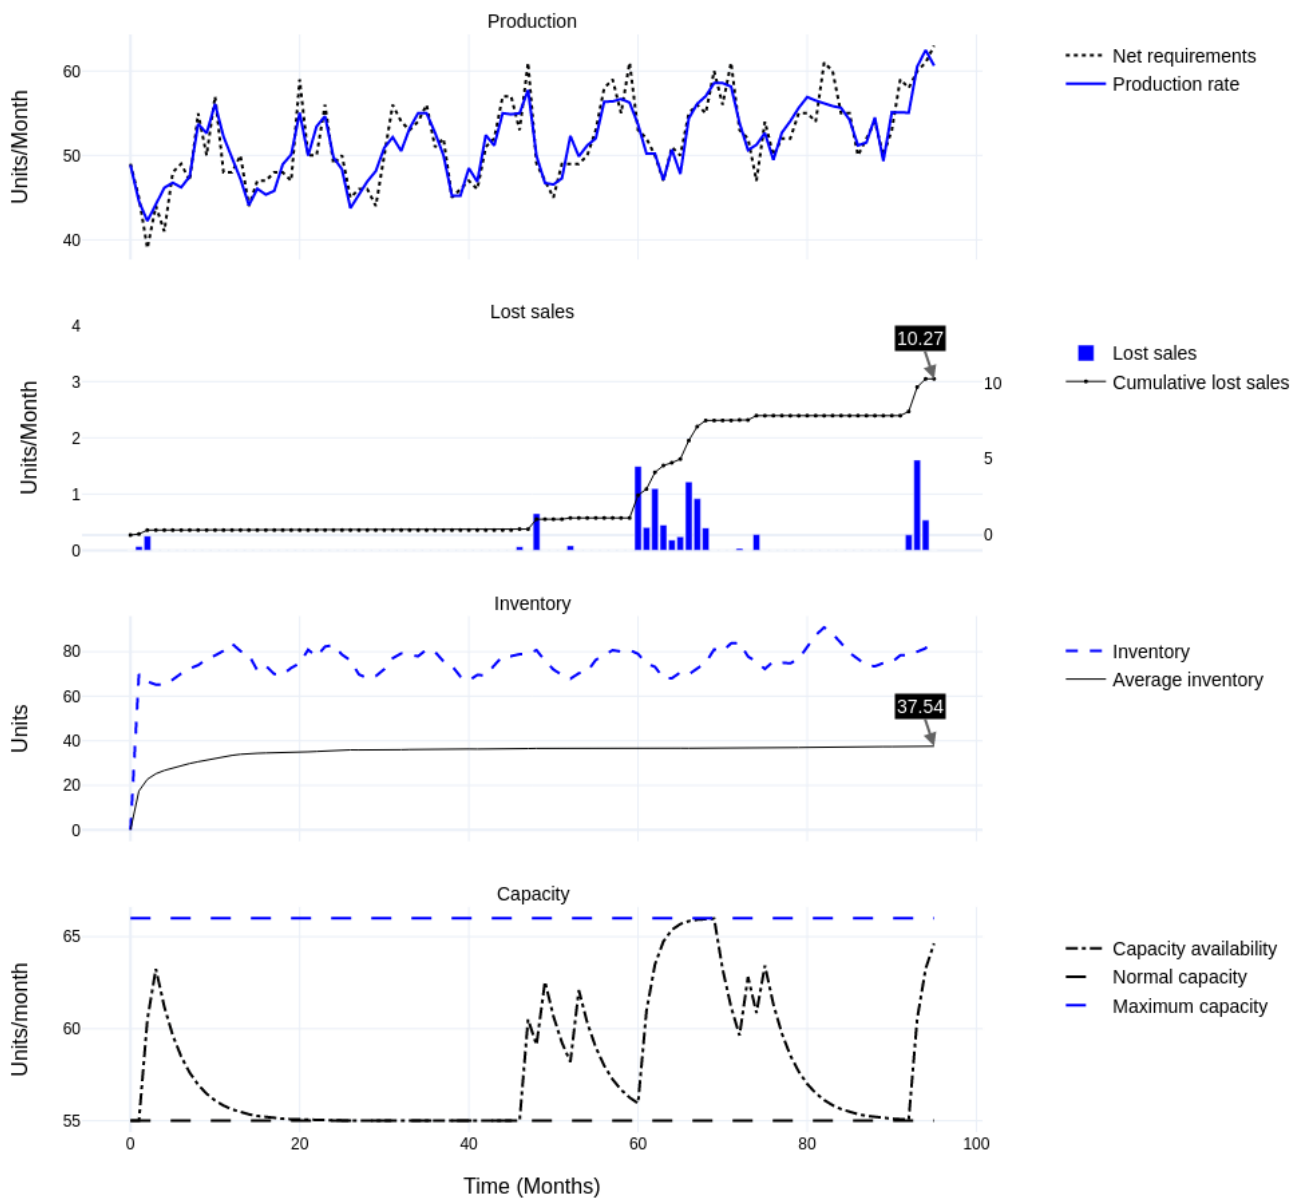 Production
Units/Month
60
50
40
Net requirements
Production rate
Lost sales
Units/Month
4
3
2
1
0
10
5
0
10.27
Lost sales
Cumulative lost sales
Inventory
Units
80
60
40
20
0
37.54
Inventory
Average inventory
Capacity
Units/month
65
60
55
Capacity availability
Normal capacity
Maximum capacity
0
20
40
60
80
100
Time (Months)